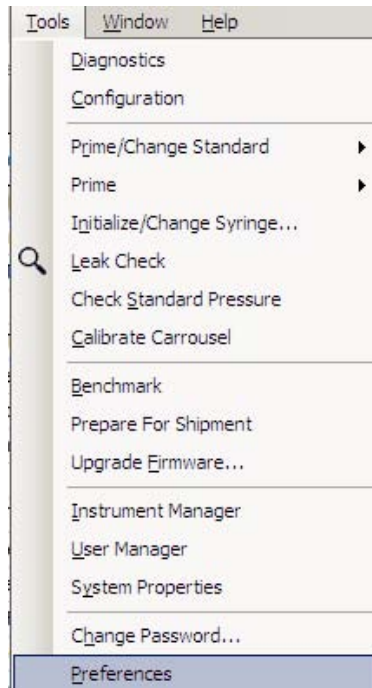 Tools Window Help
Diagnostics
Configuration
Prime/Change Standard
Prime
Initialize/Change Syringe...
Leak Check
Check Standard Pressure
Calibrate Carrousel
Benchmark
Prepare For Shipment
Upgrade Firmware...
Instrument Manager
User Manager
System Properties
Change Password...
Preferences